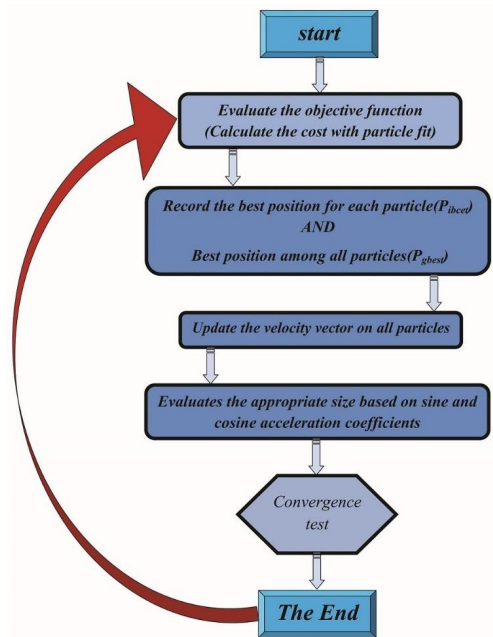 start
Evaluate the objective function
(Calculate the cost with particle fit)
Record the best position for each particle(P_ibcet)
AND
Best position among all particles(P_gbest)
Update the velocity vector on all particles
Evaluates the appropriate size based on sine and
cosine acceleration coefficients
Convergence
test
The End